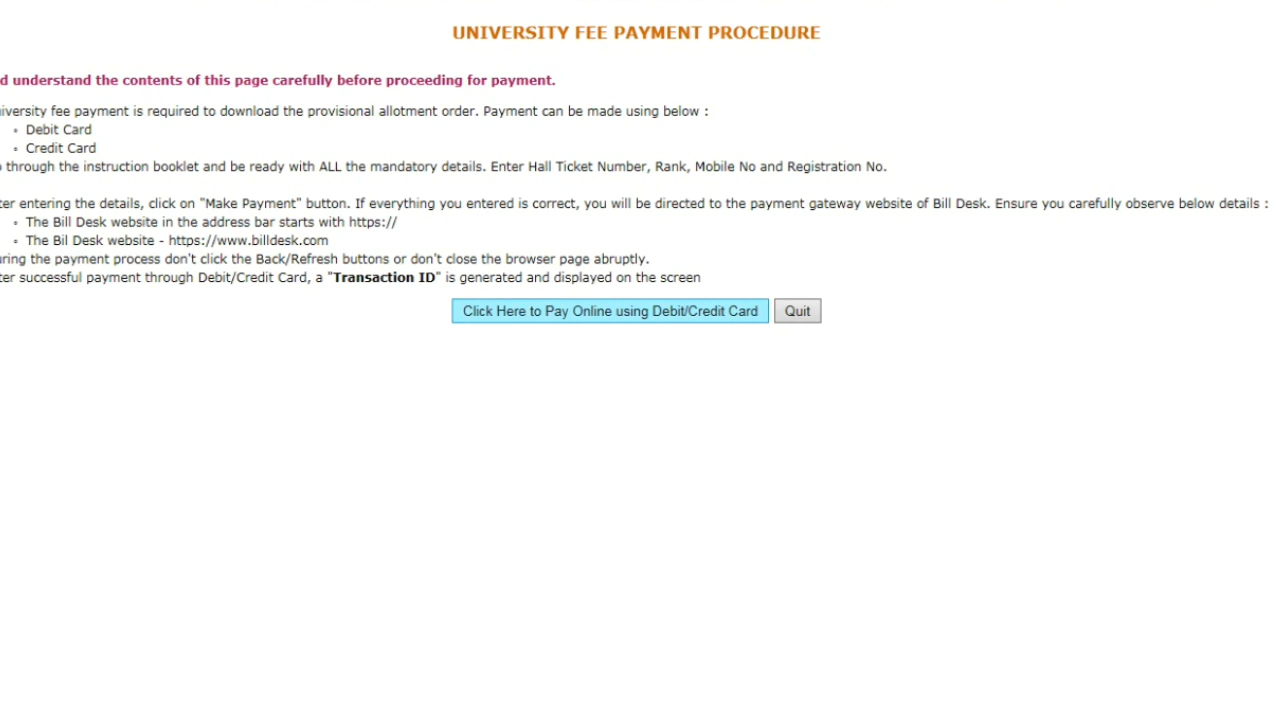 UNIVERSITY FEE PAYMENT PROCEDURE
understand the contents of this page carefully before proceeding for payment.
fee payment is required to download the provisional allotment order. Payment can be made using below :
Debit Card
Credit Card
through the instruction booklet and be ready with ALL the mandatory details. Enter Hall Ticket Number, Rank, Mobile No and Registration No.
entering the details, click on "Make Payment" button. If everything you entered is correct, you will be directed to the payment gateway website of Bill Desk. Ensure you carefully observe below details :
The Bill Desk website in the address bar starts with https://
The Bil Desk website - https://www.billdesk.com
the payment process don't click the Back/Refresh buttons or don't close the browser page abruptly.
successful payment through Debit/Credit Card, a "Transaction ID" is generated and displayed on the screen
Click Here to Pay Online using Debit/Credit Card Quit